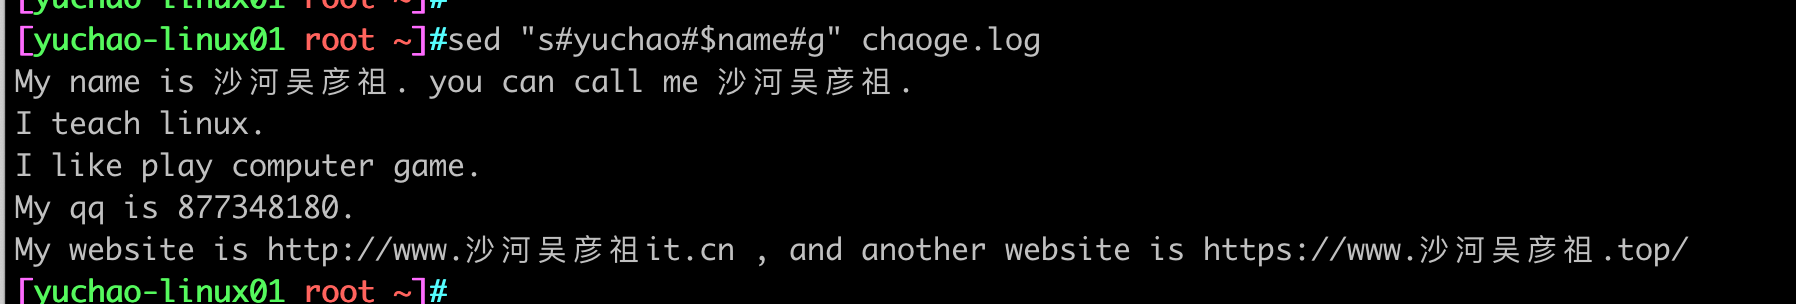 [yuchao-linux01 root ~]#
[yuchao-linux01 root ~]#sed "s#yuchao#$name#g" chaoge.log
My name is 沙河吴彦祖. you can call me 沙河吴彦祖.
I teach linux.
I like play computer game.
My qq is 877348180.
My website is http://www.沙河吴彦祖it.cn , and another website is https://www.沙河吴彦祖.top/
[yuchao-linux01 root ~]#